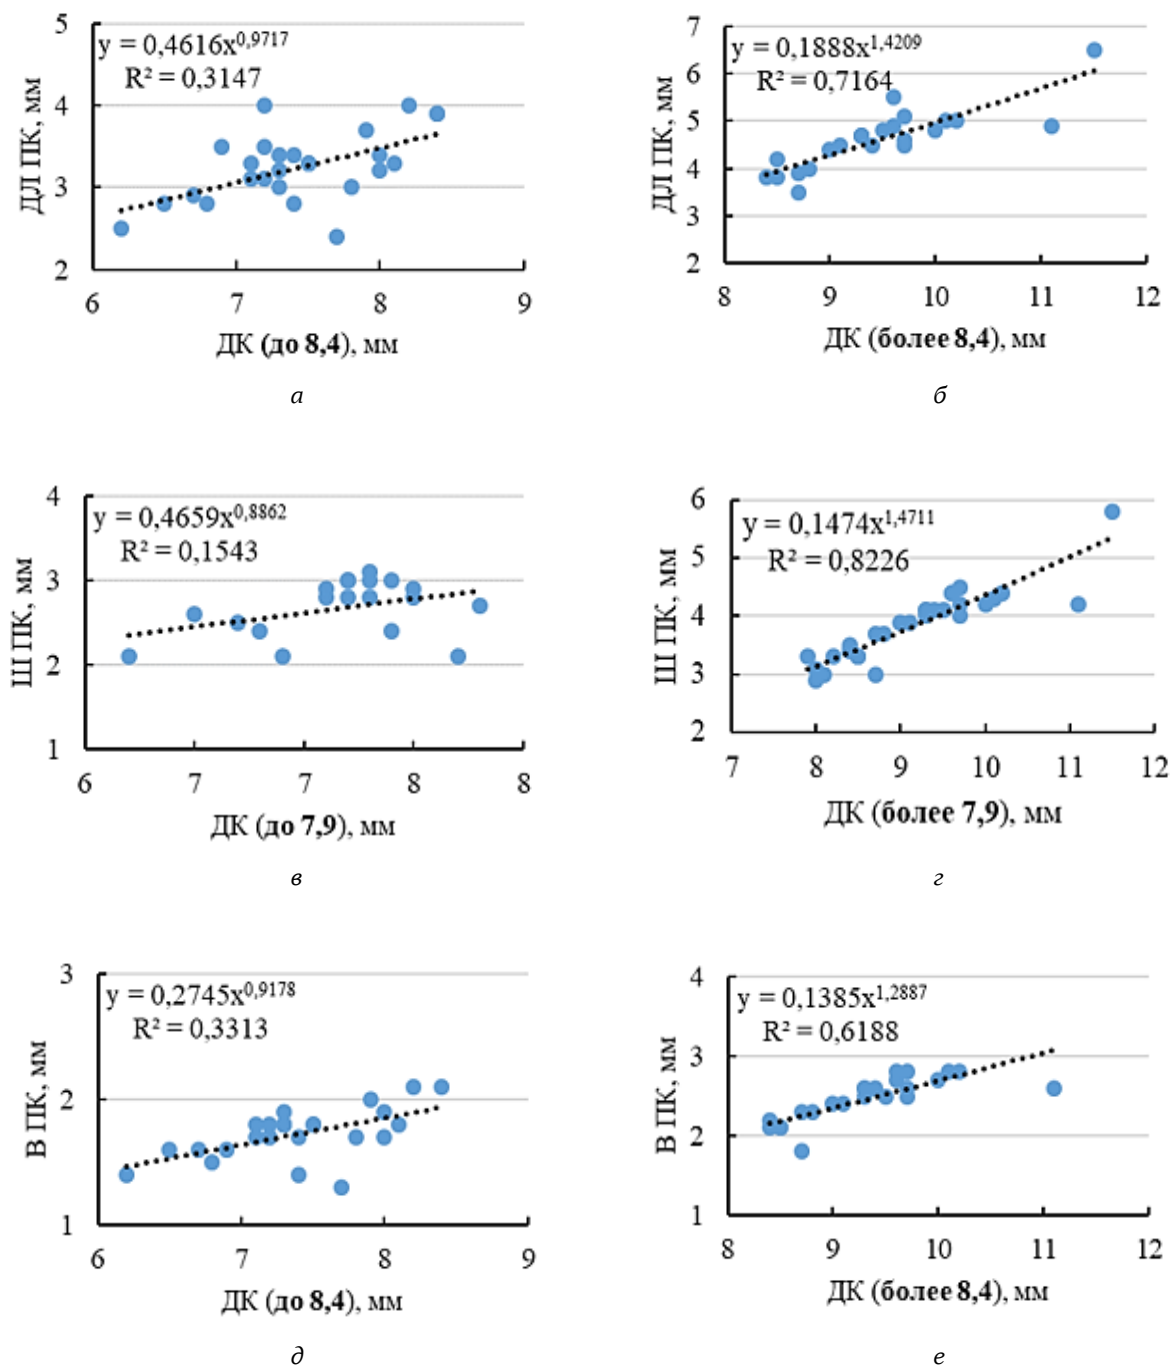 5
4
3
2
ДЛ ПК, мм
y = 0,4616x^0,9717
R² = 0,3147
6 7 8 9
ДК (до 8,4), мм
а
7
6
5
4
3
2
ДЛ ПК, мм
y = 0,1888x^1,4209
R² = 0,7164
8 9 10 11 12
ДК (более 8,4), мм
б
4
3
2
1
Ш ПК, мм
y = 0,4659x^0,8862
R² = 0,1543
6 7 7 8 8
ДК (до 7,9), мм
в
6
5
4
3
2
Ш ПК, мм
y = 0,1474x^1,4711
R² = 0,8226
7 8 9 10 11 12
ДК (более 7,9), мм
г
3
2
1
В ПК, мм
y = 0,2745x^0,9178
R² = 0,3313
6 7 8 9
ДК (до 8,4), мм
д
4
3
2
1
В ПК, мм
y = 0,1385x^1,2887
R² = 0,6188
8 9 10 11 12
ДК (более 8,4), мм
е